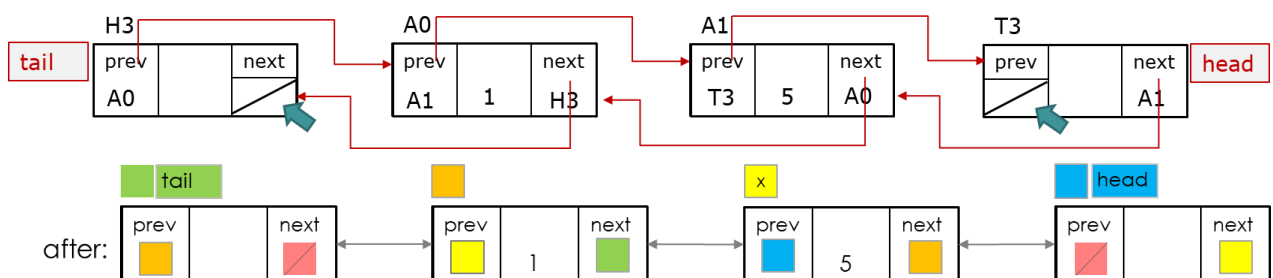 H3 A0 A1 T3
tail prev next prev next prev next prev next head
A0 A1 1 H3 T3 5 A0 A1
tail x head
prev next prev next prev next prev next
after: 1 5